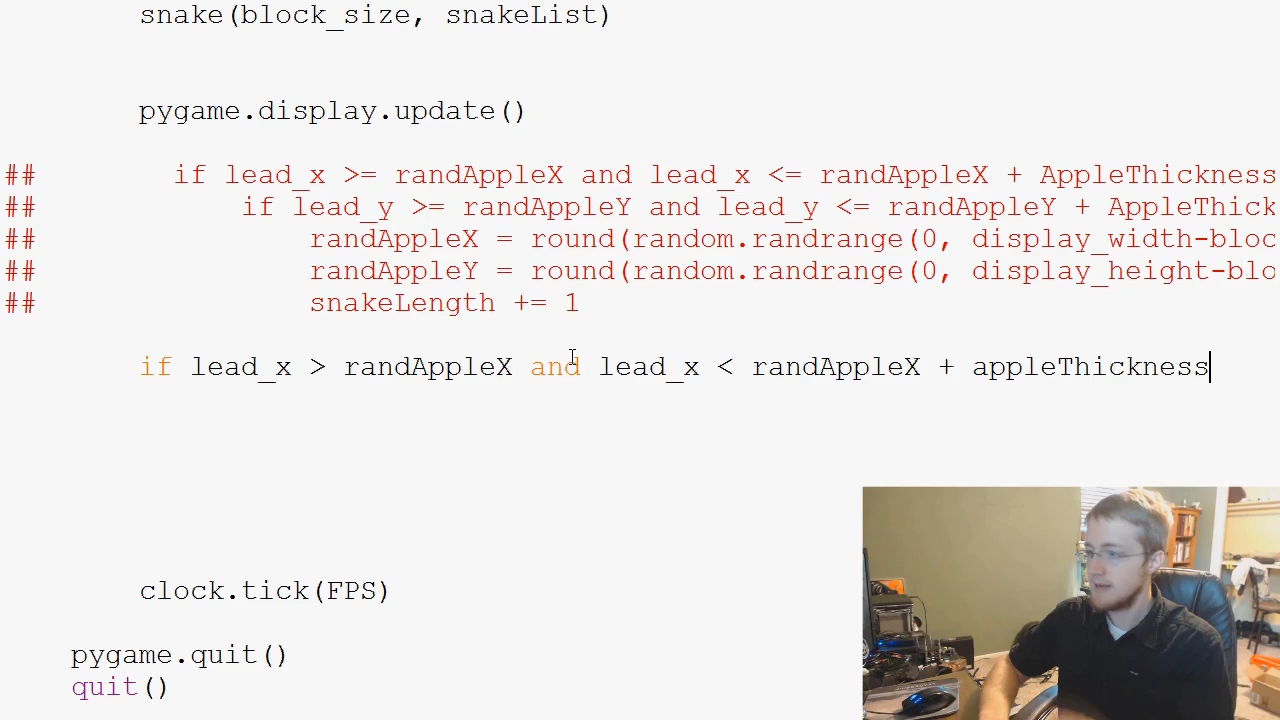 snake(block_size, snakeList)
pygame.display.update()
## if lead_x >= randAppleX and lead_x <= randAppleX + AppleThickness
## if lead_y >= randAppleY and lead_y <= randAppleY + AppleThick
## randAppleX = round(random.randrange(0, display_width-bloc
## randAppleY = round(random.randrange(0, display_height-blo
## snakeLength += 1
if lead_x > randAppleX and lead_x < randAppleX + appleThickness
clock.tick(FPS)
pygame.quit()
quit()